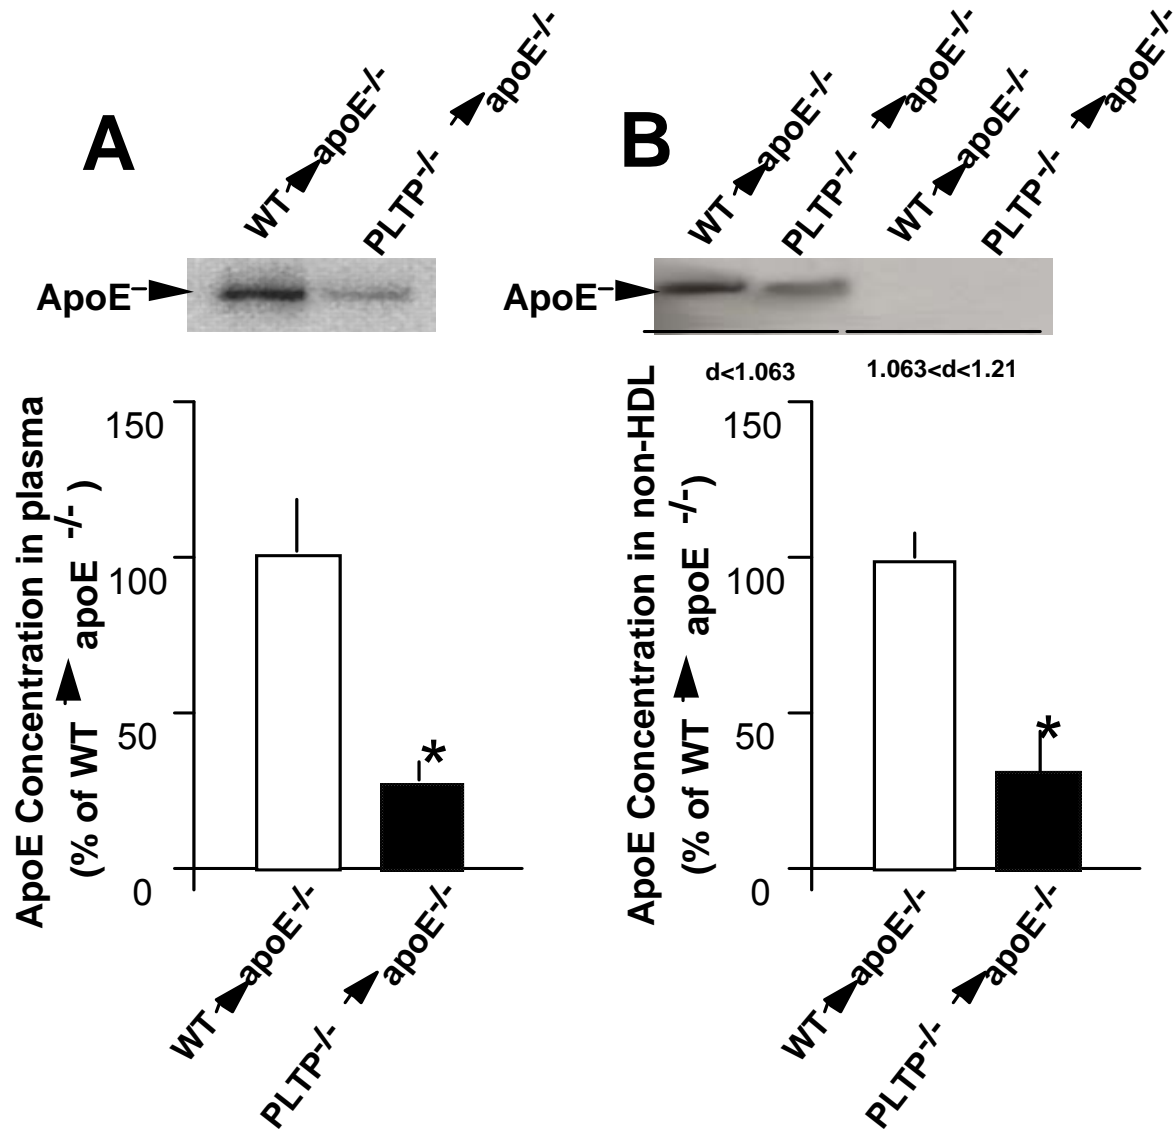 A
WT apoE-/-
PLTP-/- apoE-/-
ApoE
ApoE Concentration in plasma
(% of WT apoE -/- )
150
100
50
0
*
WT apoE-/-
PLTP-/- apoE-/-
B
WT apoE-/-
PLTP-/- apoE-/-
WT apoE-/-
PLTP-/- apoE-/-
ApoE
d<1.063
1.063<d<1.21
ApoE Concentration in non-HDL
(% of WT apoE -/-)
150
100
50
0
*
WT apoE-/-
PLTP-/- apoE-/-